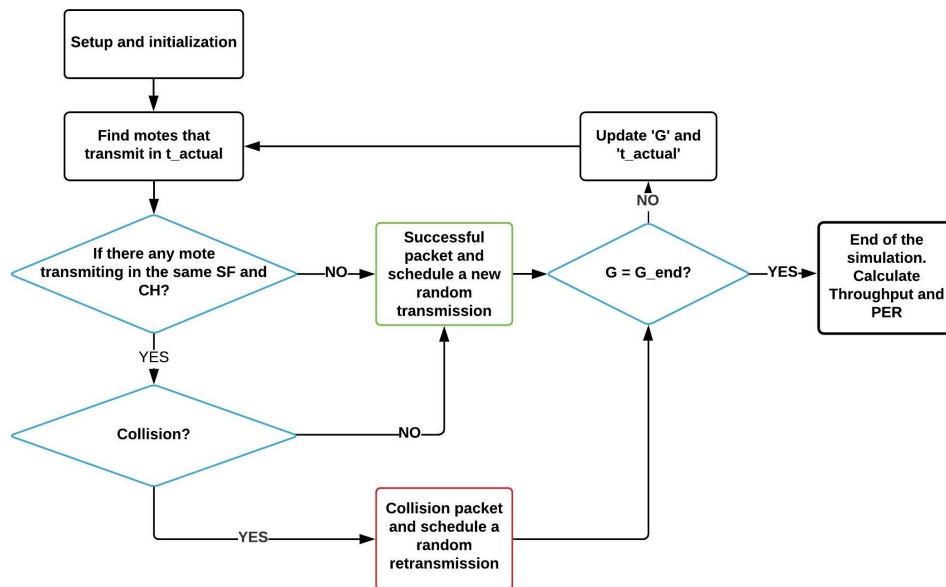 Setup and initialization
Find motes that
transmit in t_actual
Update 'G' and
't_actual'
NO
If there any mote
transmiting in the same SF and
CH?
NO
Successful
packet and
schedule a new
random
transmission
G = G_end?
YES
End of the
simulation.
Calculate
Throughput and
PER
YES
Collision?
NO
YES
Collision packet
and schedule a
random
retransmission